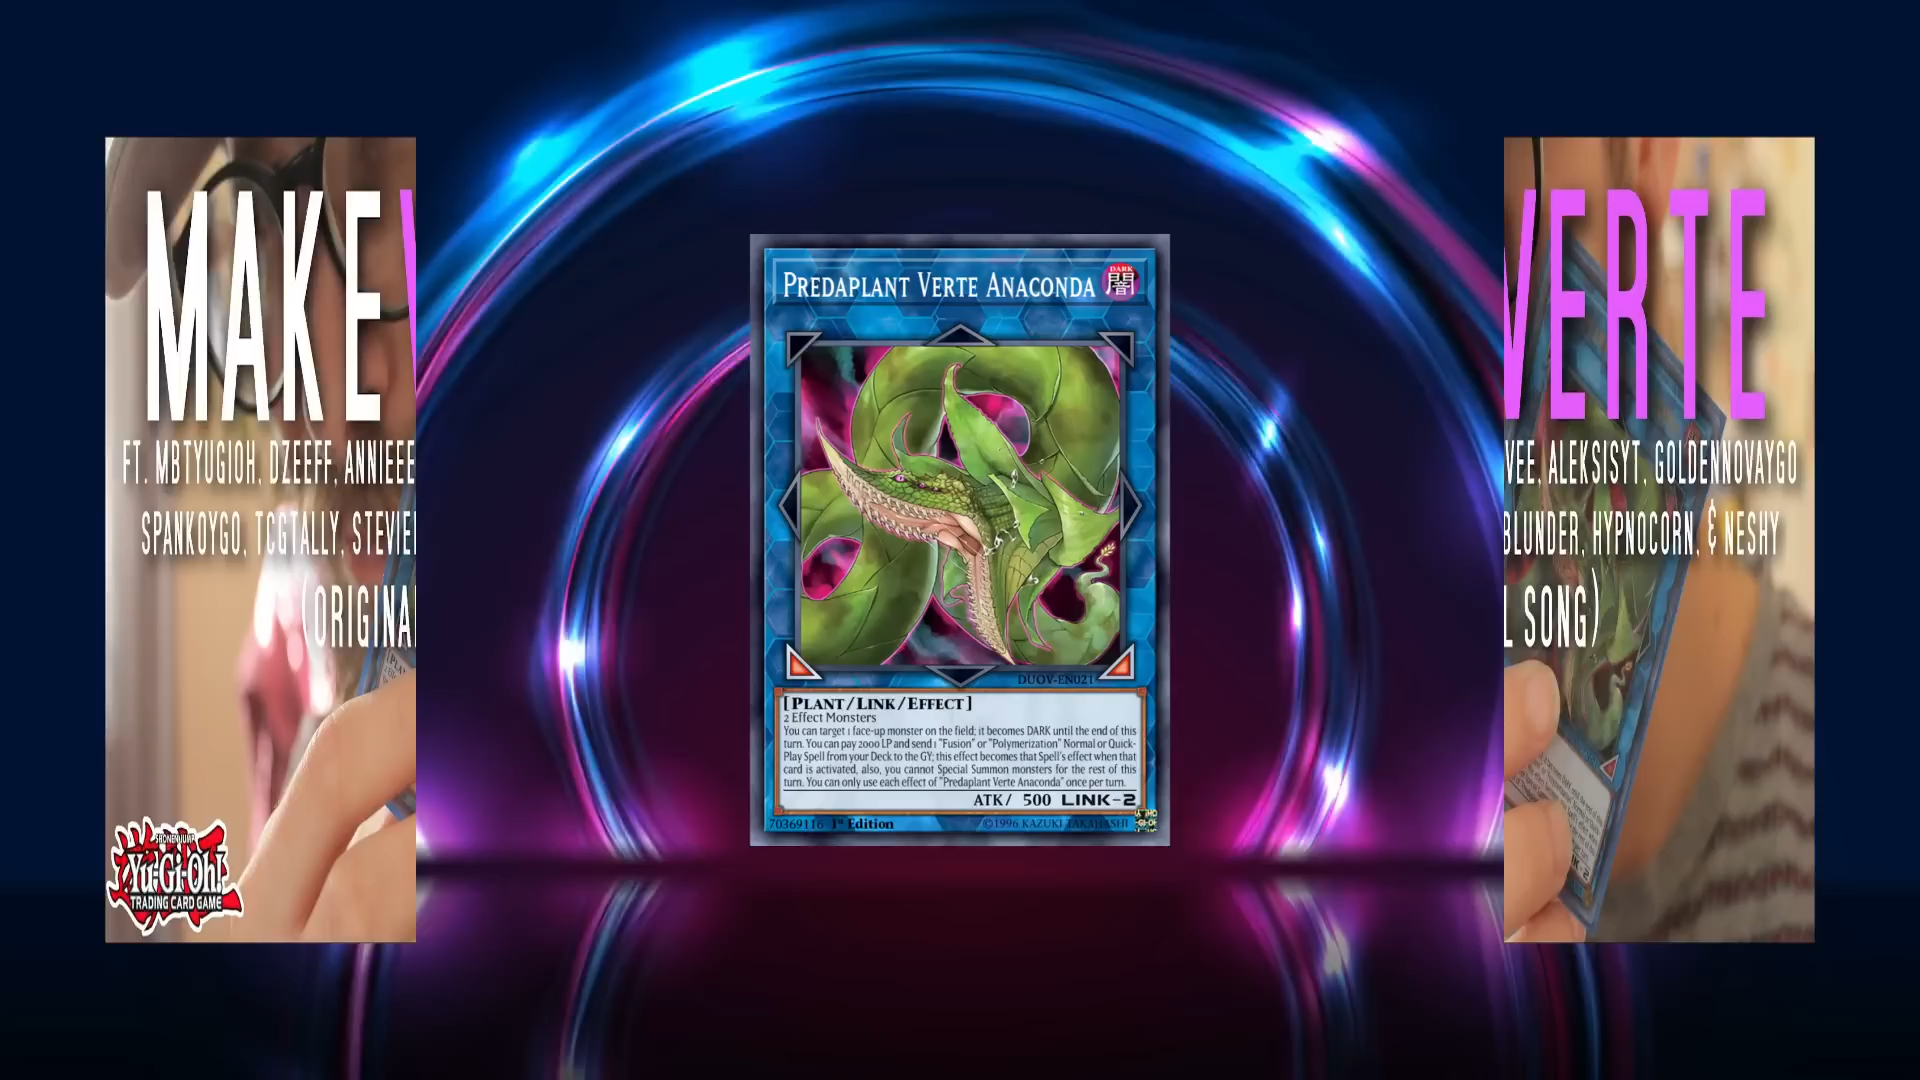 MAKE
FT. MBTYUGIOH, DZEEFF, ANNIEEE
SPANKOYGO, TCGTALLY, STEVIE
(ORIGINA
SHONEN JUMP
Yu-Gi-Oh!
TRADING CARD GAME
PREDAPLANT VERTE ANACONDA
DARK
闇
DUOV-EN021
[PLANT/LINK/EFFECT]
2 Effect Monsters
You can target 1 face-up monster on the field; it becomes DARK until the end of this
turn. You can pay 2000 LP and send 1 "Fusion" or "Polymerization" Normal or Quick-
Play Spell from your Deck to the GY; this effect becomes that Spell's effect when that
card is activated, also, you cannot Special Summon monsters for the rest of this
turn. You can only use each effect of "Predaplant Verte Anaconda" once per turn.
ATK/ 500 LINK-2
70369116 1st Edition ©1996 KAZUKI TAKAHASHI
VERTE
VEE, ALEKSISYT, GOLDENNOVAYGO
BLUNDER, HYPNOCORN, & NESHY
L SONG)